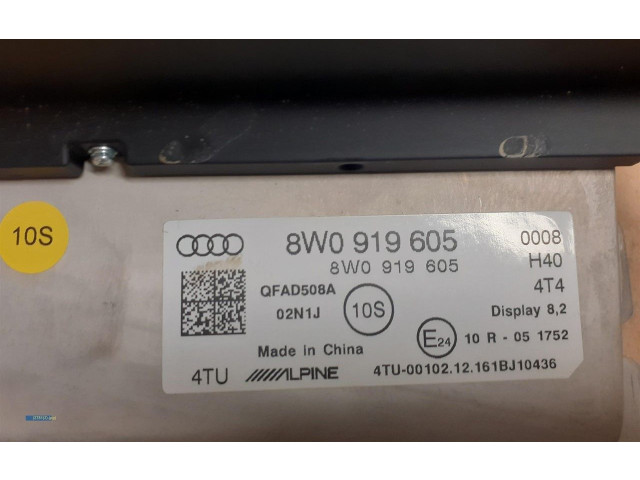 10S
8W0 919 605
0008
8W0 919 605
H40
QFAD508A
4T4
02N1J
10S
Display 8,2
E24
10 R - 05 1752
Made in China
4TU
ALPINE
4TU-00102.12.161BJ10436